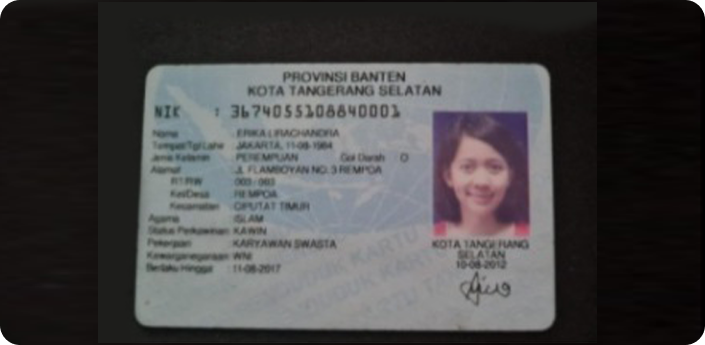 PROVINSI BANTEN
KOTA TANGERANG SELATAN
NIK : 3674055108840001
Nama : ERIKA LIRACHANDRA
Tempat/Tgl Lahir : JAKARTA, 11-08-1984
Jenis Kelamin : PEREMPUAN Gol Darah : O
Alamat : JL FLAMBOYAN NO. 3 REMPOA
RT/RW : 003 / 003
Kel/Desa : REMPOA
Kecamatan : CIPUTAT TIMUR
Agama : ISLAM
Status Perkawinan: KAWIN
Pekerjaan : KARYAWAN SWASTA
Kewarganegaraan: WNI
Berlaku Hingga : 11-08-2017
KOTA TANGERANG
SELATAN
10-08-2012